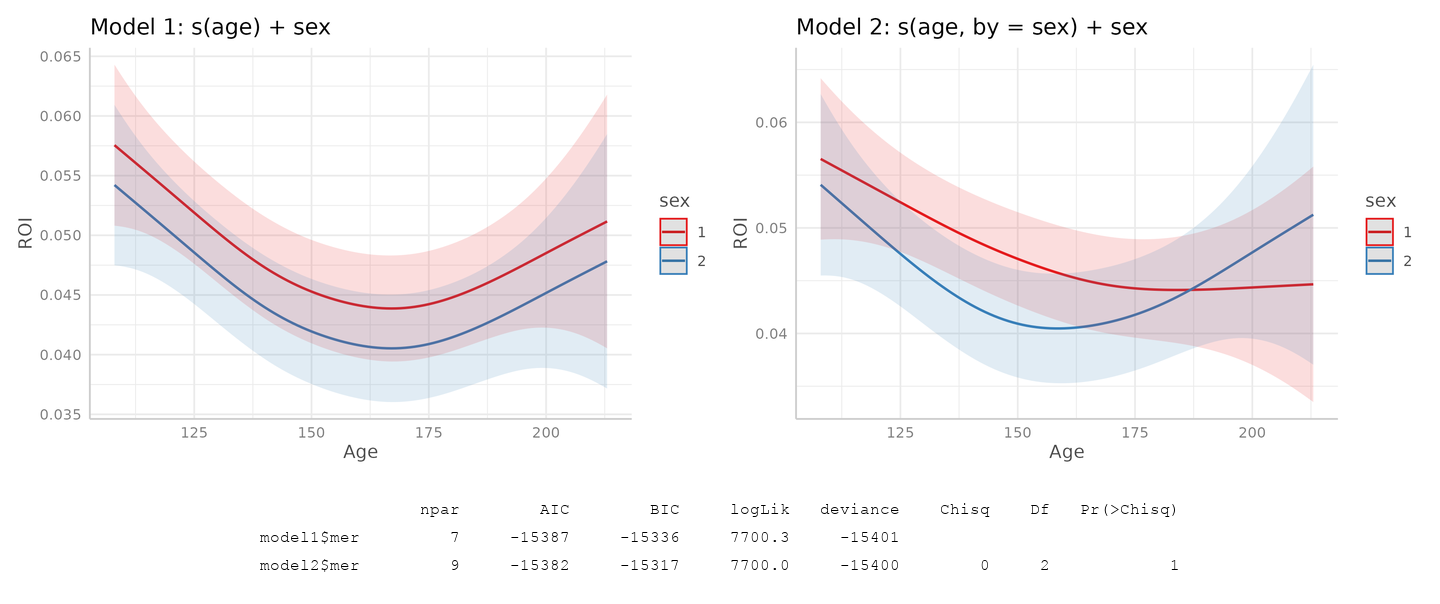 Model 1: s(age) + sex
0.065
0.060
0.055
0.050
0.045
0.040
0.035
ROI
125 150 175 200
Age
sex
1
2
Model 2: s(age, by = sex) + sex
0.06
0.05
0.04
ROI
125 150 175 200
Age
sex
1
2
npar AIC BIC logLik deviance Chisq Df Pr(>Chisq)
model1$mer 7 -15387 -15336 7700.3 -15401
model2$mer 9 -15382 -15317 7700.0 -15400 0 2 1